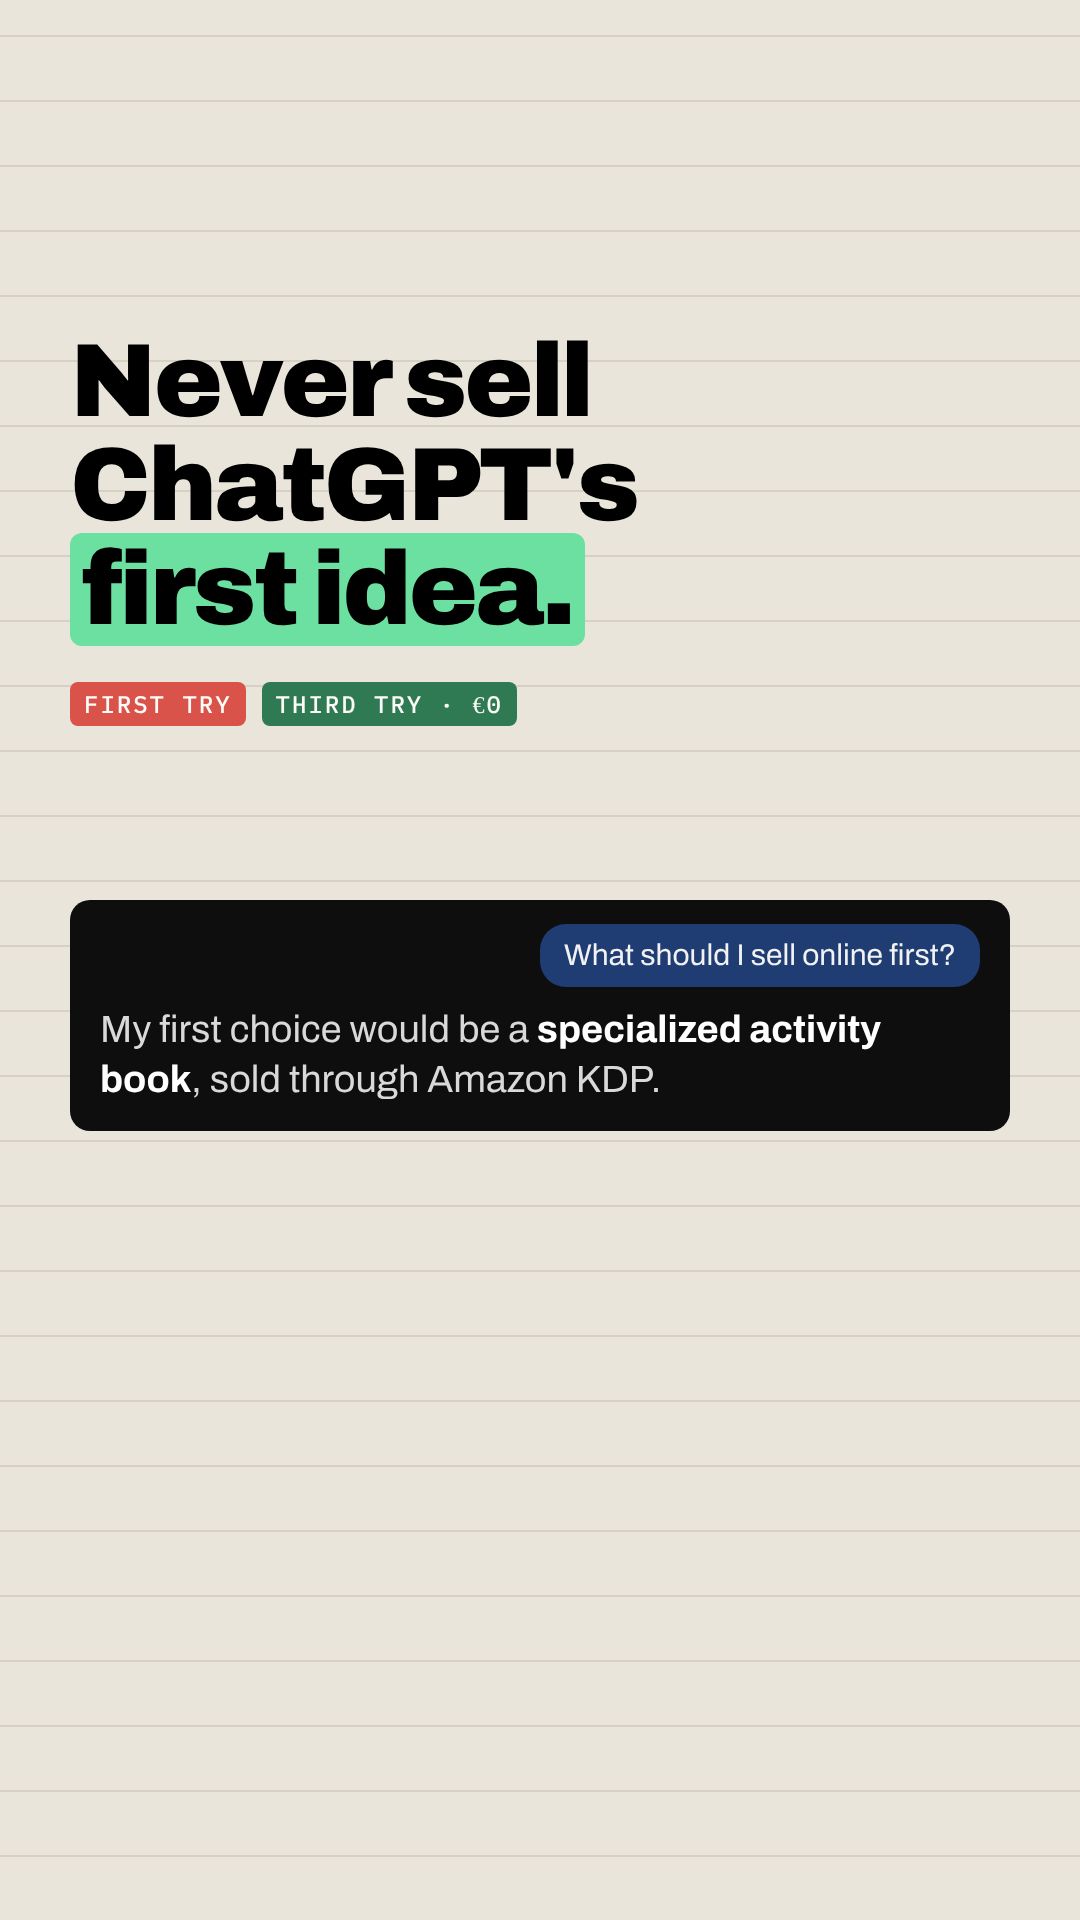 Never sell
ChatGPT's
first idea.
FIRST TRY
THIRD TRY · €0
What should I sell online first?
My first choice would be a specialized activity
book, sold through Amazon KDP.